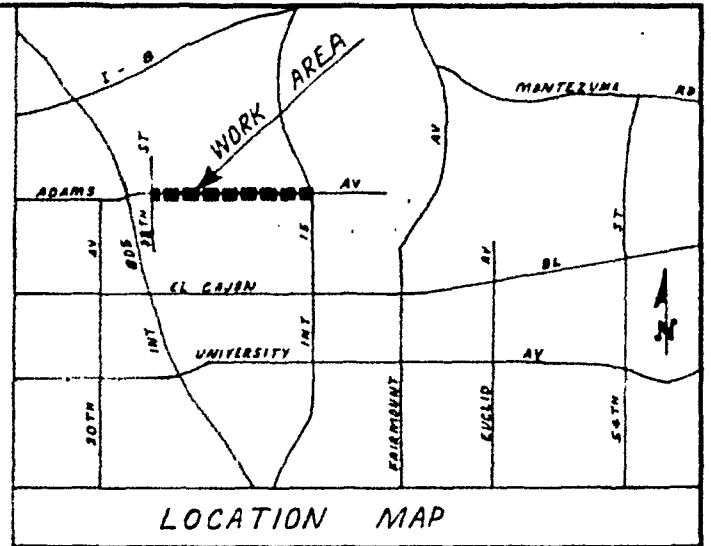 I - 8
WORK AREA
MONTEZUMA RD
ADAMS AV
ST
AV
AV
805
INT
15
INT
AV
ST
EL CAJON BL
UNIVERSITY AV
30TH
FAIRMOUNT
EUCLID
54TH
N
LOCATION MAP